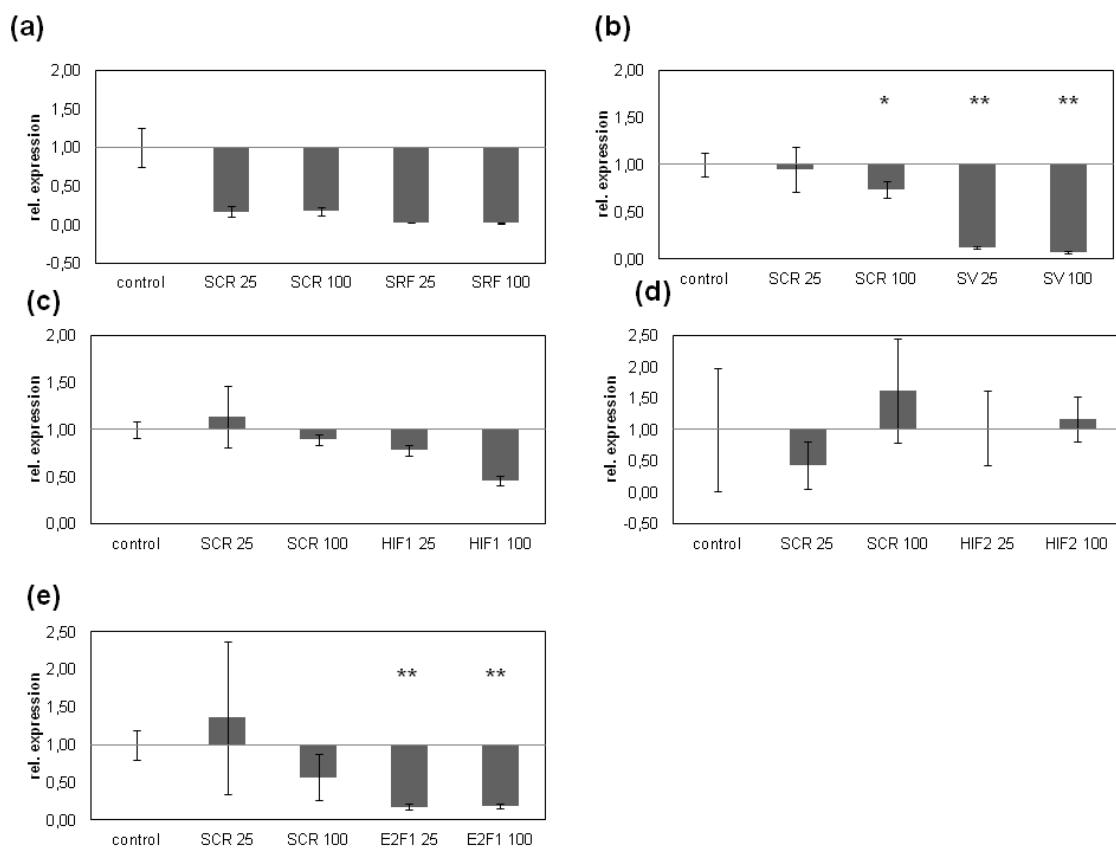 (a)
2,00
1,50
1,00
0,50
0,00
-0,50
rel. expression
control SCR 25 SCR 100 SRF 25 SRF 100
(b)
2,00
1,50
1,00
0,50
0,00
rel. expression
* ** **
control SCR 25 SCR 100 SV 25 SV 100
(c)
2,00
1,50
1,00
0,50
0,00
rel. expression
control SCR 25 SCR 100 HIF1 25 HIF1 100
(d)
2,50
2,00
1,50
1,00
0,50
0,00
-0,50
rel. expression
control SCR 25 SCR 100 HIF2 25 HIF2 100
(e)
2,50
2,00
1,50
1,00
0,50
0,00
rel. expression
** **
control SCR 25 SCR 100 E2F1 25 E2F1 100